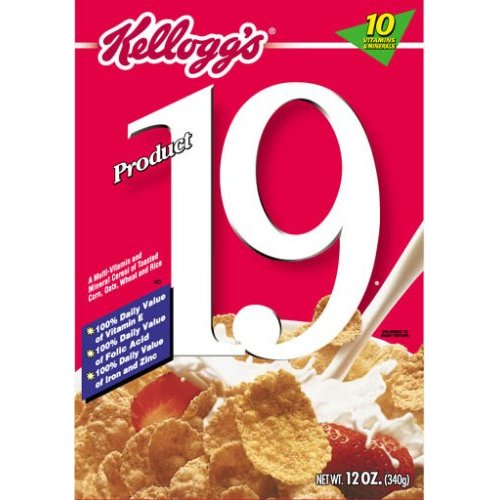 Kellogg's®
10
VITAMINS
& MINERALS
Product
19
A Multi-Vitamin and
Mineral Cereal of Toasted
Corn, Oats, Wheat and Rice
100% Daily Value
of Vitamin E
100% Daily Value
of Folic Acid
100% Daily Value
of Iron and Zinc
NET WT. 12 OZ. (340g)